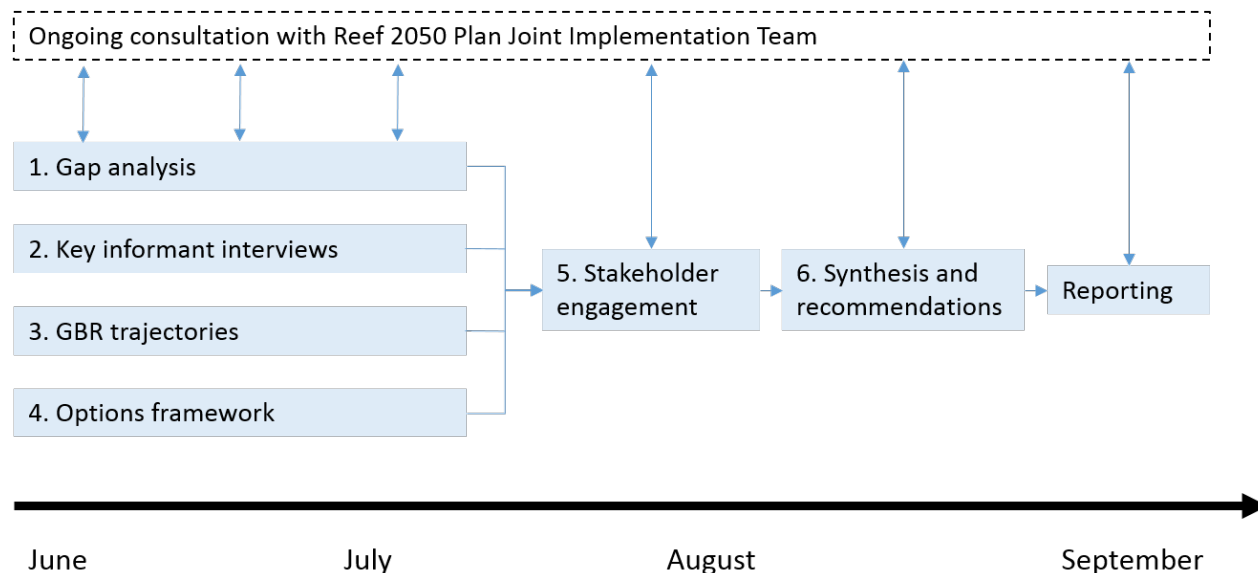 Ongoing consultation with Reef 2050 Plan Joint Implementation Team
1. Gap analysis
2. Key informant interviews
3. GBR trajectories
4. Options framework
5. Stakeholder
engagement
6. Synthesis and
recommendations
Reporting
June
July
August
September